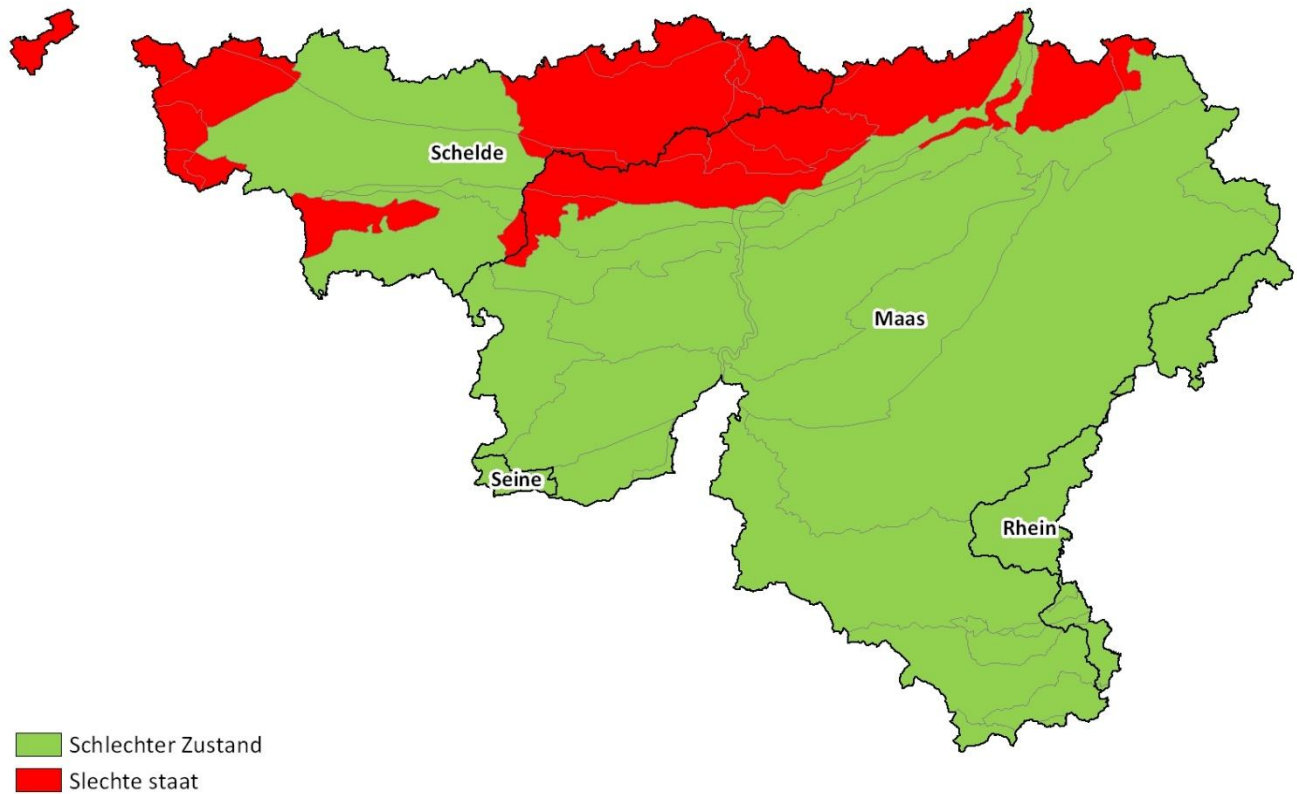 Schelde
Maas
Seine
Rhein
Schlechter Zustand
Slechte staat